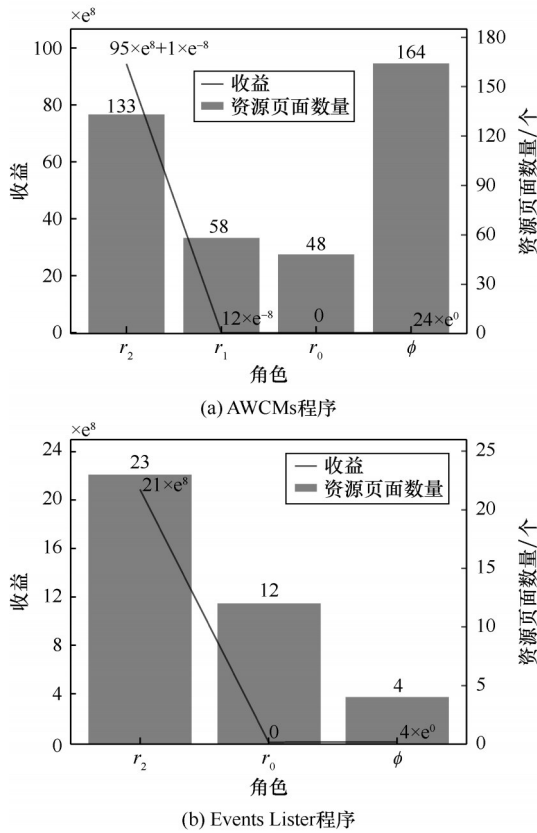 ×e⁸
95×e⁸+1×e⁻⁸
100
80
60
40
20
0
收益
133
58
48
164
12×e⁻⁸
0
24×e⁰
收益
资源页面数量
180
160
130
90
60
30
0
资源页面数量/个
r₂ r₁ r₀ ϕ
角色
(a) AWCMs程序
×e⁸
24
20
16
12
8
4
0
收益
23
21×e⁸
12
0
4
4×e⁰
收益
资源页面数量
25
20
15
10
5
0
资源页面数量/个
r₂ r₀ ϕ
角色
(b) Events Lister程序